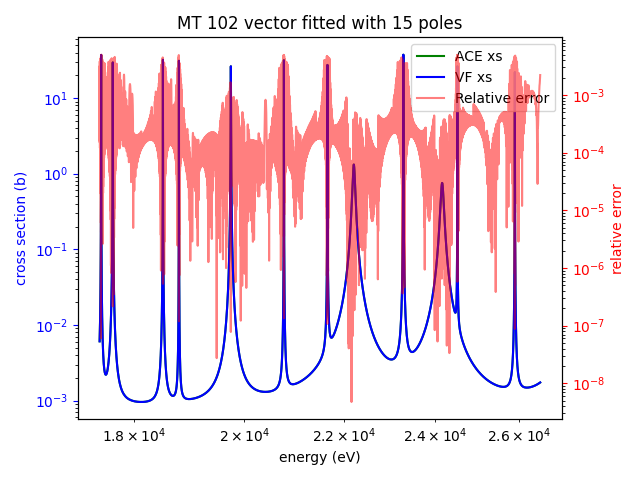 MT 102 vector fitted with 15 poles
ACE xs
VF xs
Relative error
cross section (b)
10¹
10⁰
10⁻¹
10⁻²
10⁻³
relative error
10⁻³
10⁻⁴
10⁻⁵
10⁻⁶
10⁻⁷
10⁻⁸
1.8 × 10⁴ 2 × 10⁴ 2.2 × 10⁴ 2.4 × 10⁴ 2.6 × 10⁴
energy (eV)